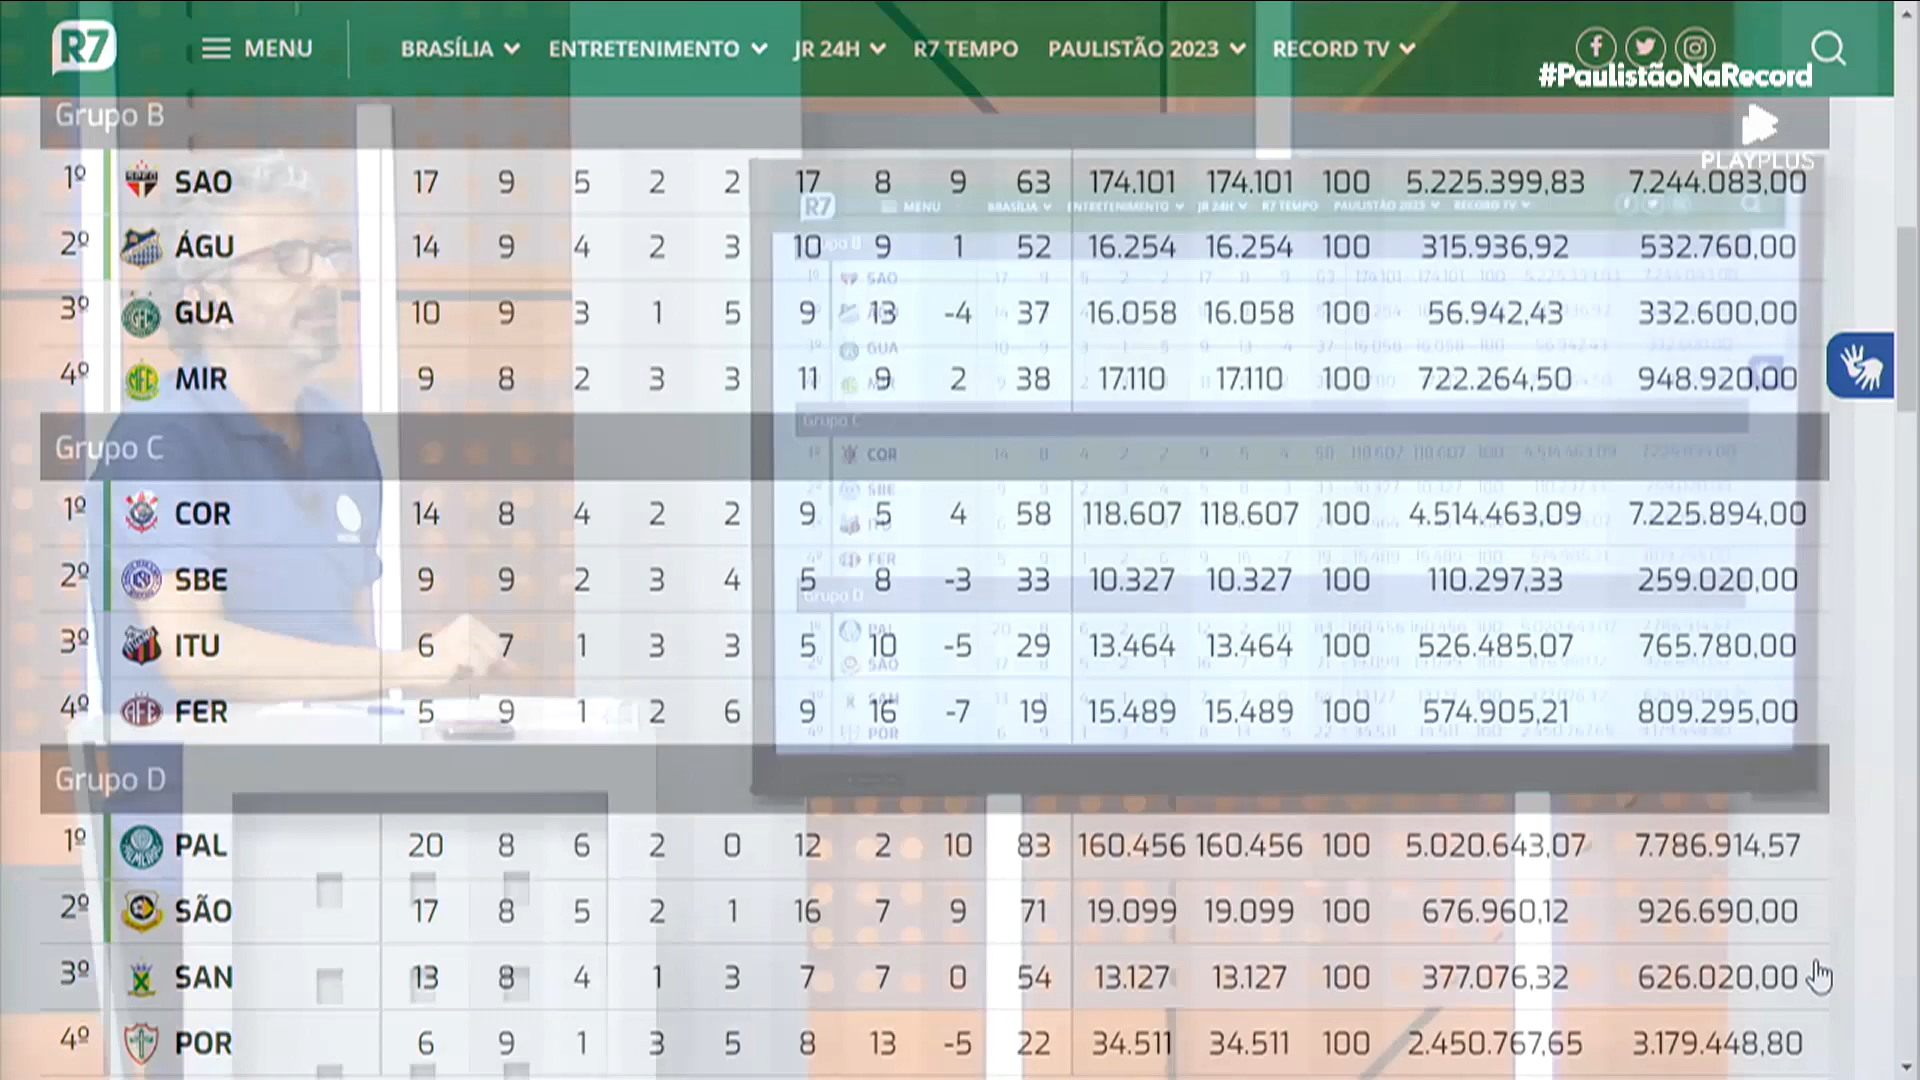 R7 MENU BRASÍLIA ENTRETENIMENTO JR 24H R7 TEMPO PAULISTÃO 2023 RECORD TV
#PaulistãoNaRecord
PLAYPLUS
Grupo B
1º SAO 17 9 5 2 2 17 8 9 63 174.101 174.101 100 5.225.399,83 7.244.083,00
2º ÁGU 14 9 4 2 3 10 9 1 52 16.254 16.254 100 315.936,92 532.760,00
3º GUA 10 9 3 1 5 9 13 -4 37 16.058 16.058 100 56.942,43 332.600,00
4º MIR 9 8 2 3 3 11 9 2 38 17.110 17.110 100 722.264,50 948.920,00
Grupo C
1º COR 14 8 4 2 2 9 5 4 58 118.607 118.607 100 4.514.463,09 7.225.894,00
2º SBE 9 9 2 3 4 5 8 -3 33 10.327 10.327 100 110.297,33 259.020,00
3º ITU 6 7 1 3 3 5 10 -5 29 13.464 13.464 100 526.485,07 765.780,00
4º FER 5 9 1 2 6 9 16 -7 19 15.489 15.489 100 574.905,21 809.295,00
Grupo D
1º PAL 20 8 6 2 0 12 2 10 83 160.456 160.456 100 5.020.643,07 7.786.914,57
2º SÃO 17 8 5 2 1 16 7 9 71 19.099 19.099 100 676.960,12 926.690,00
3º SAN 13 8 4 1 3 7 7 0 54 13.127 13.127 100 377.076,32 626.020,00
4º POR 6 9 1 3 5 8 13 -5 22 34.511 34.511 100 2.450.767,65 3.179.448,80